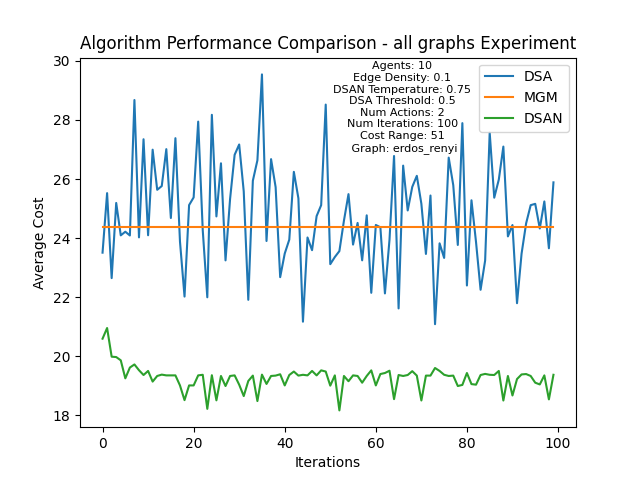 Algorithm Performance Comparison - all graphs Experiment
Agents: 10
Edge Density: 0.1
DSAN Temperature: 0.75
DSA Threshold: 0.5
Num Actions: 2
Num Iterations: 100
Cost Range: 51
Graph: erdos_renyi
DSA
MGM
DSAN
Average Cost
30
28
26
24
22
20
18
0
20
40
60
80
100
Iterations